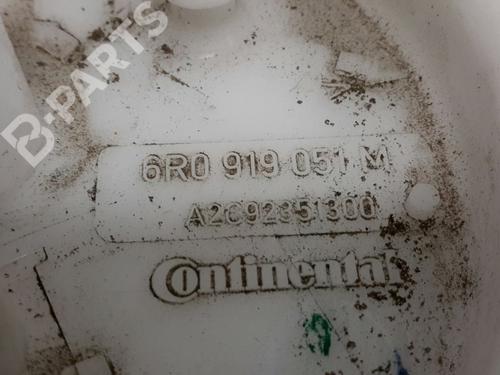 B-PARTS
6R0 919 051 M
A2C92351300
Continental